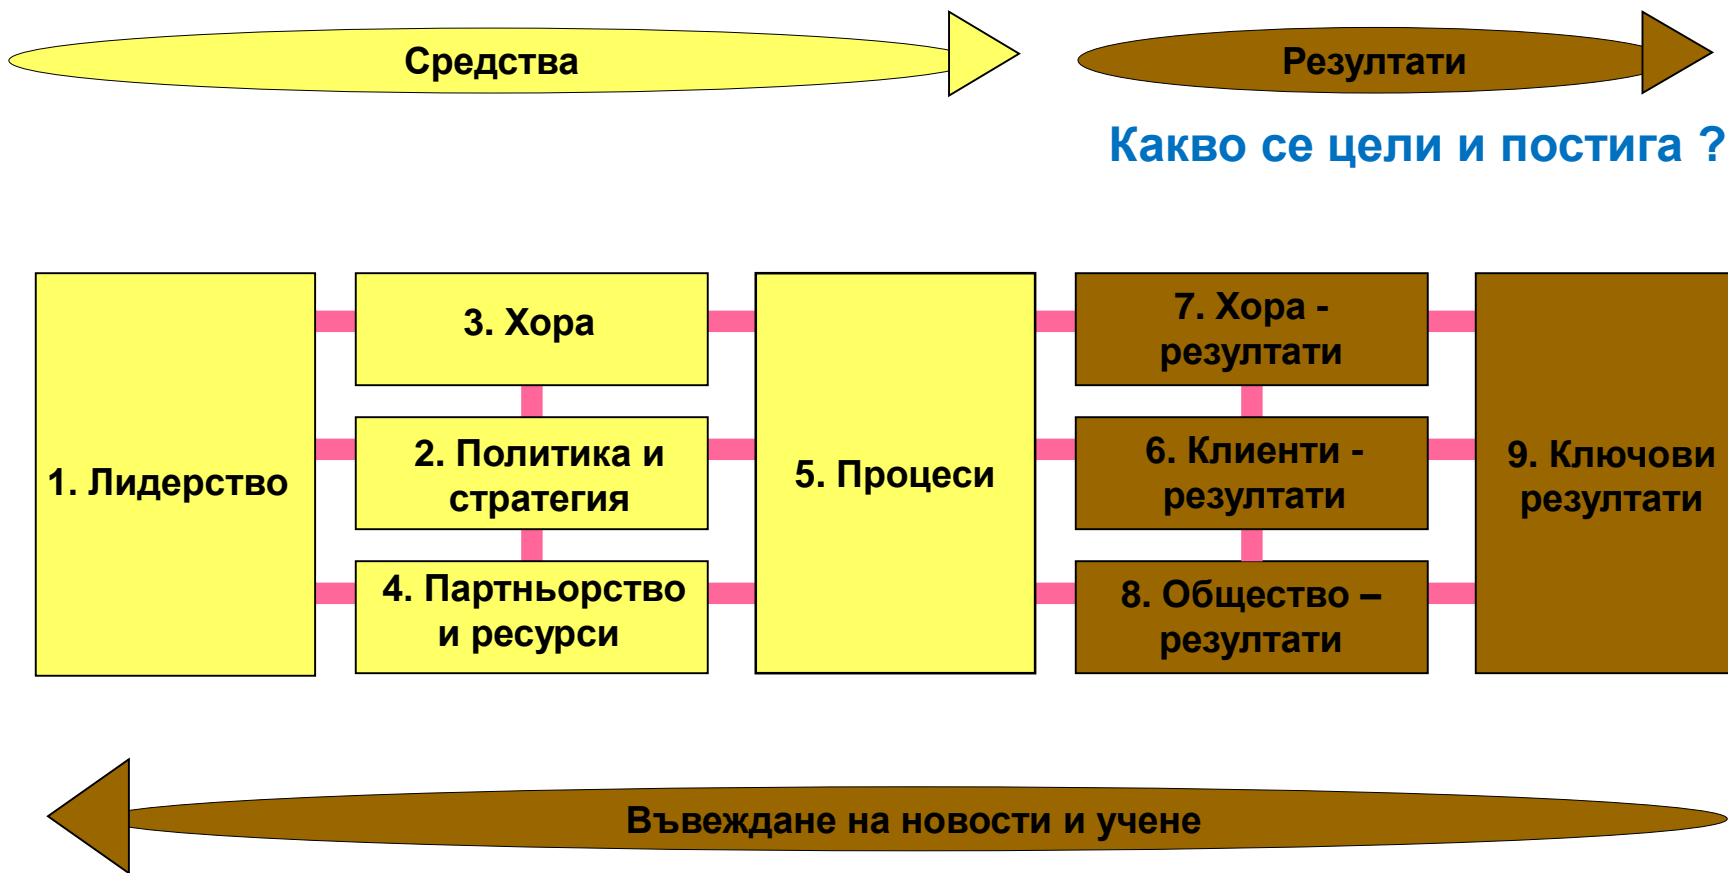 Средства
Резултати
Какво се цели и постига ?
1. Лидерство
3. Хора
2. Политика и
стратегия
4. Партньорство
и ресурси
5. Процеси
7. Хора -
резултати
6. Клиенти -
резултати
8. Общество –
резултати
9. Ключови
резултати
Въвеждане на новости и учене